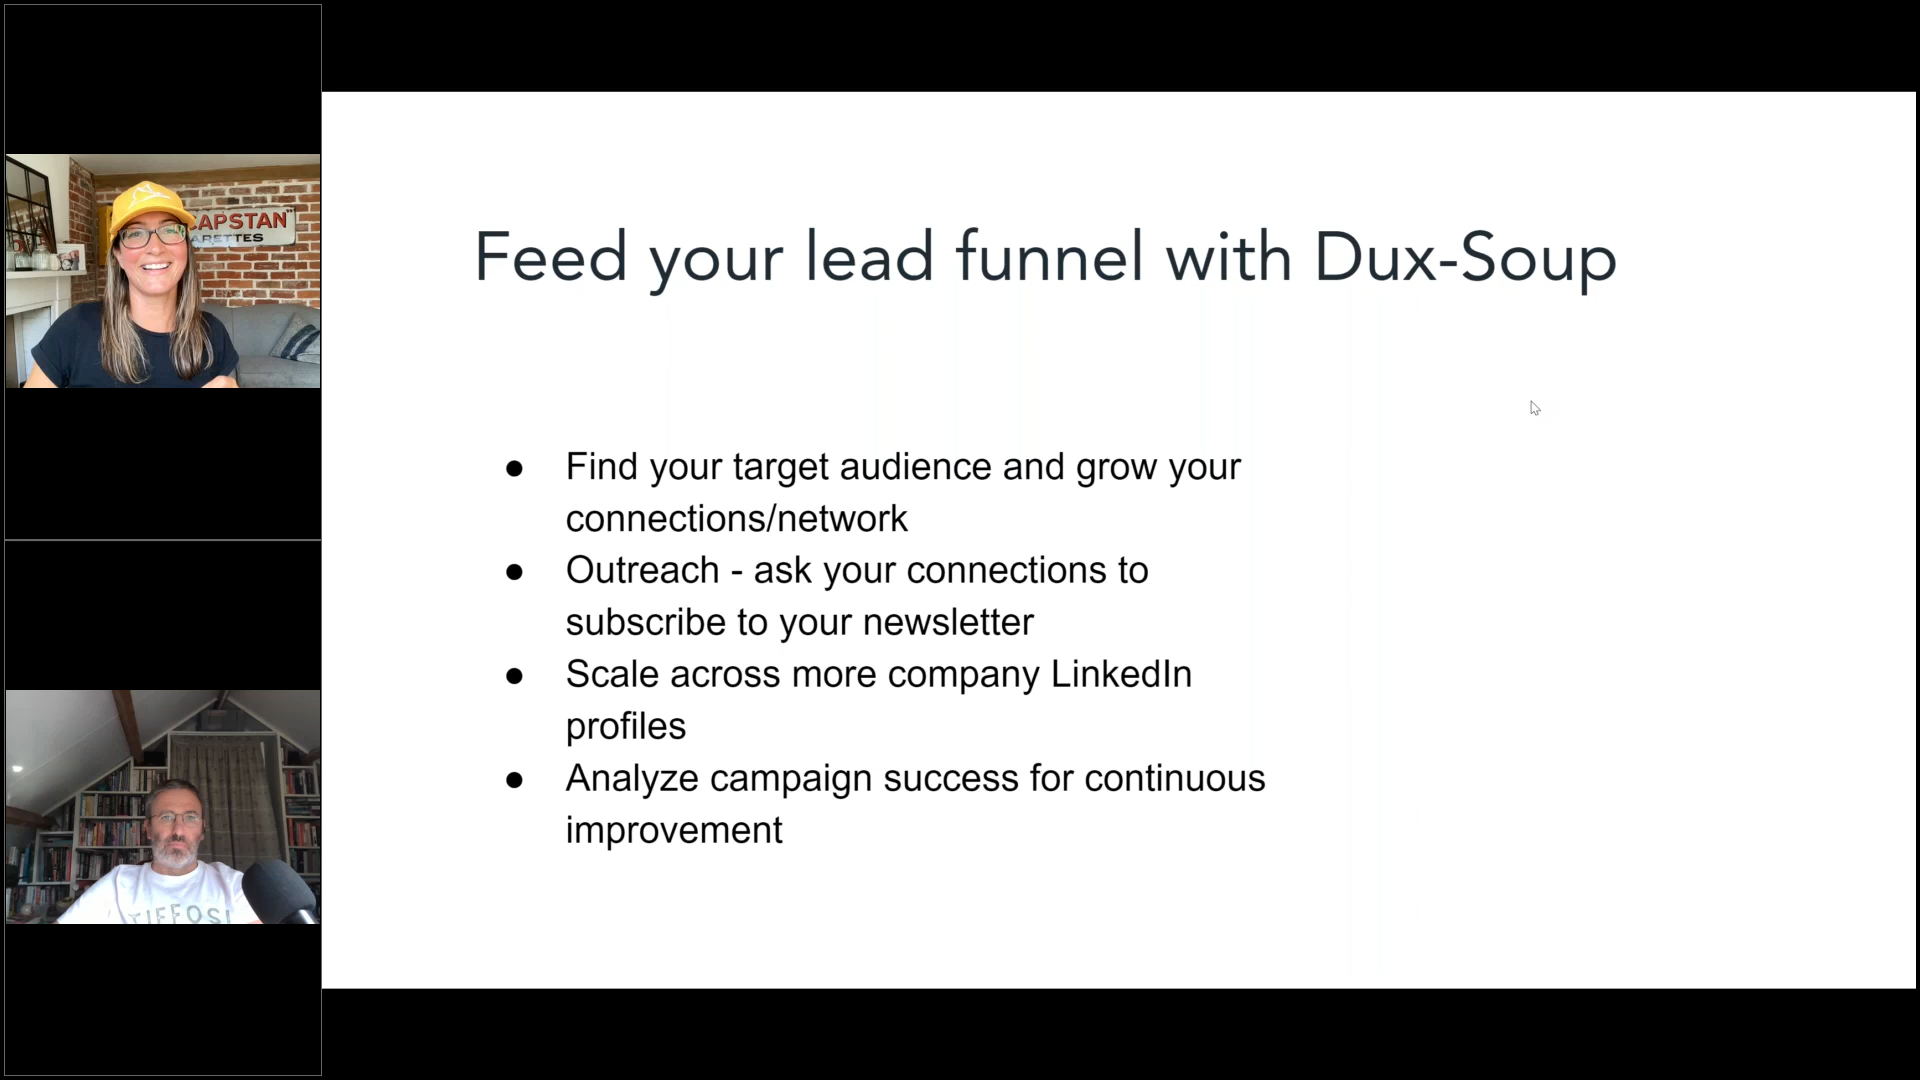 CAPSTAN"
ARETTES
TIFFOSI
Feed your lead funnel with Dux-Soup
● Find your target audience and grow your
connections/network
● Outreach - ask your connections to
subscribe to your newsletter
● Scale across more company LinkedIn
profiles
● Analyze campaign success for continuous
improvement